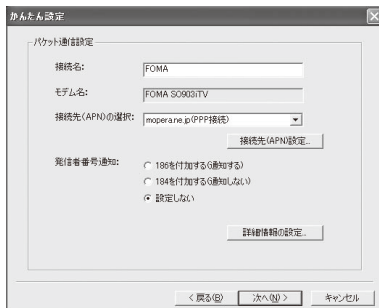 かんたん設定
パケット通信設定
接続名: FOMA
モデム名: FOMA SO903iTV
接続先(APN)の選択: mopera.ne.jp(PPP接続)
接続先(APN)設定...
発信者番号通知: 186を付加する(通知する)
184を付加する(通知しない)
設定しない
詳細情報の設定...
< 戻る(B) 次へ(N) > キャンセル